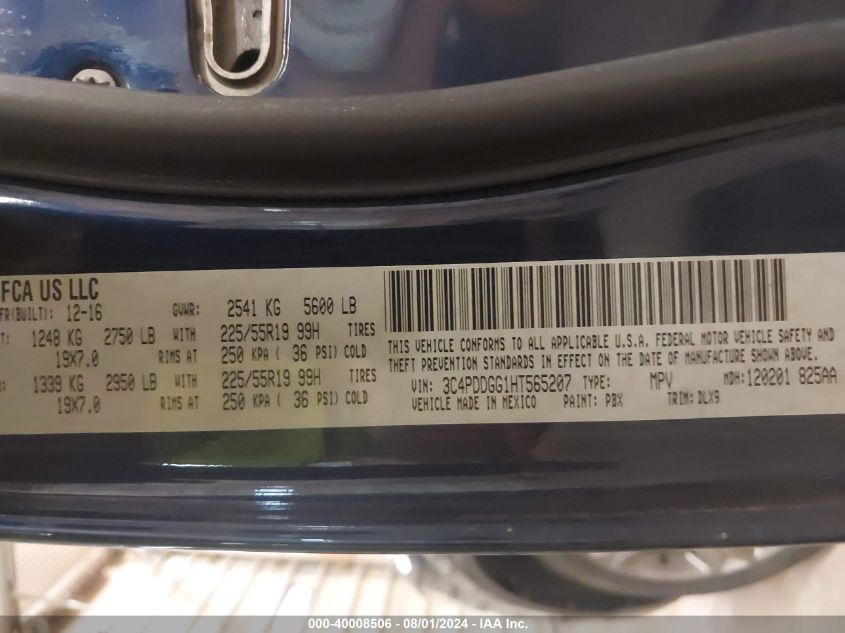 FCA US LLC
FR(BUILT): 12-16 GVWR: 2541 KG 5600 LB
T: 1248 KG 2750 LB WITH 225/55R19 99H TIRES
19X7.0 RIMS AT 250 KPA ( 36 PSI) COLD
: 1339 KG 2950 LB WITH 225/55R19 99H TIRES
19X7.0 RIMS AT 250 KPA ( 36 PSI) COLD
THIS VEHICLE CONFORMS TO ALL APPLICABLE U.S.A. FEDERAL MOTOR VEHICLE SAFETY AND
THEFT PREVENTION STANDARDS IN EFFECT ON THE DATE OF MANUFACTURE SHOWN ABOVE.
VIN: 3C4PDDGG1HT565207 TYPE: MPV MDH: 120201 825AA
VEHICLE MADE IN MEXICO PAINT: PBX TRIM: DLX9
000-40008506 - 08/01/2024 - IAA Inc.